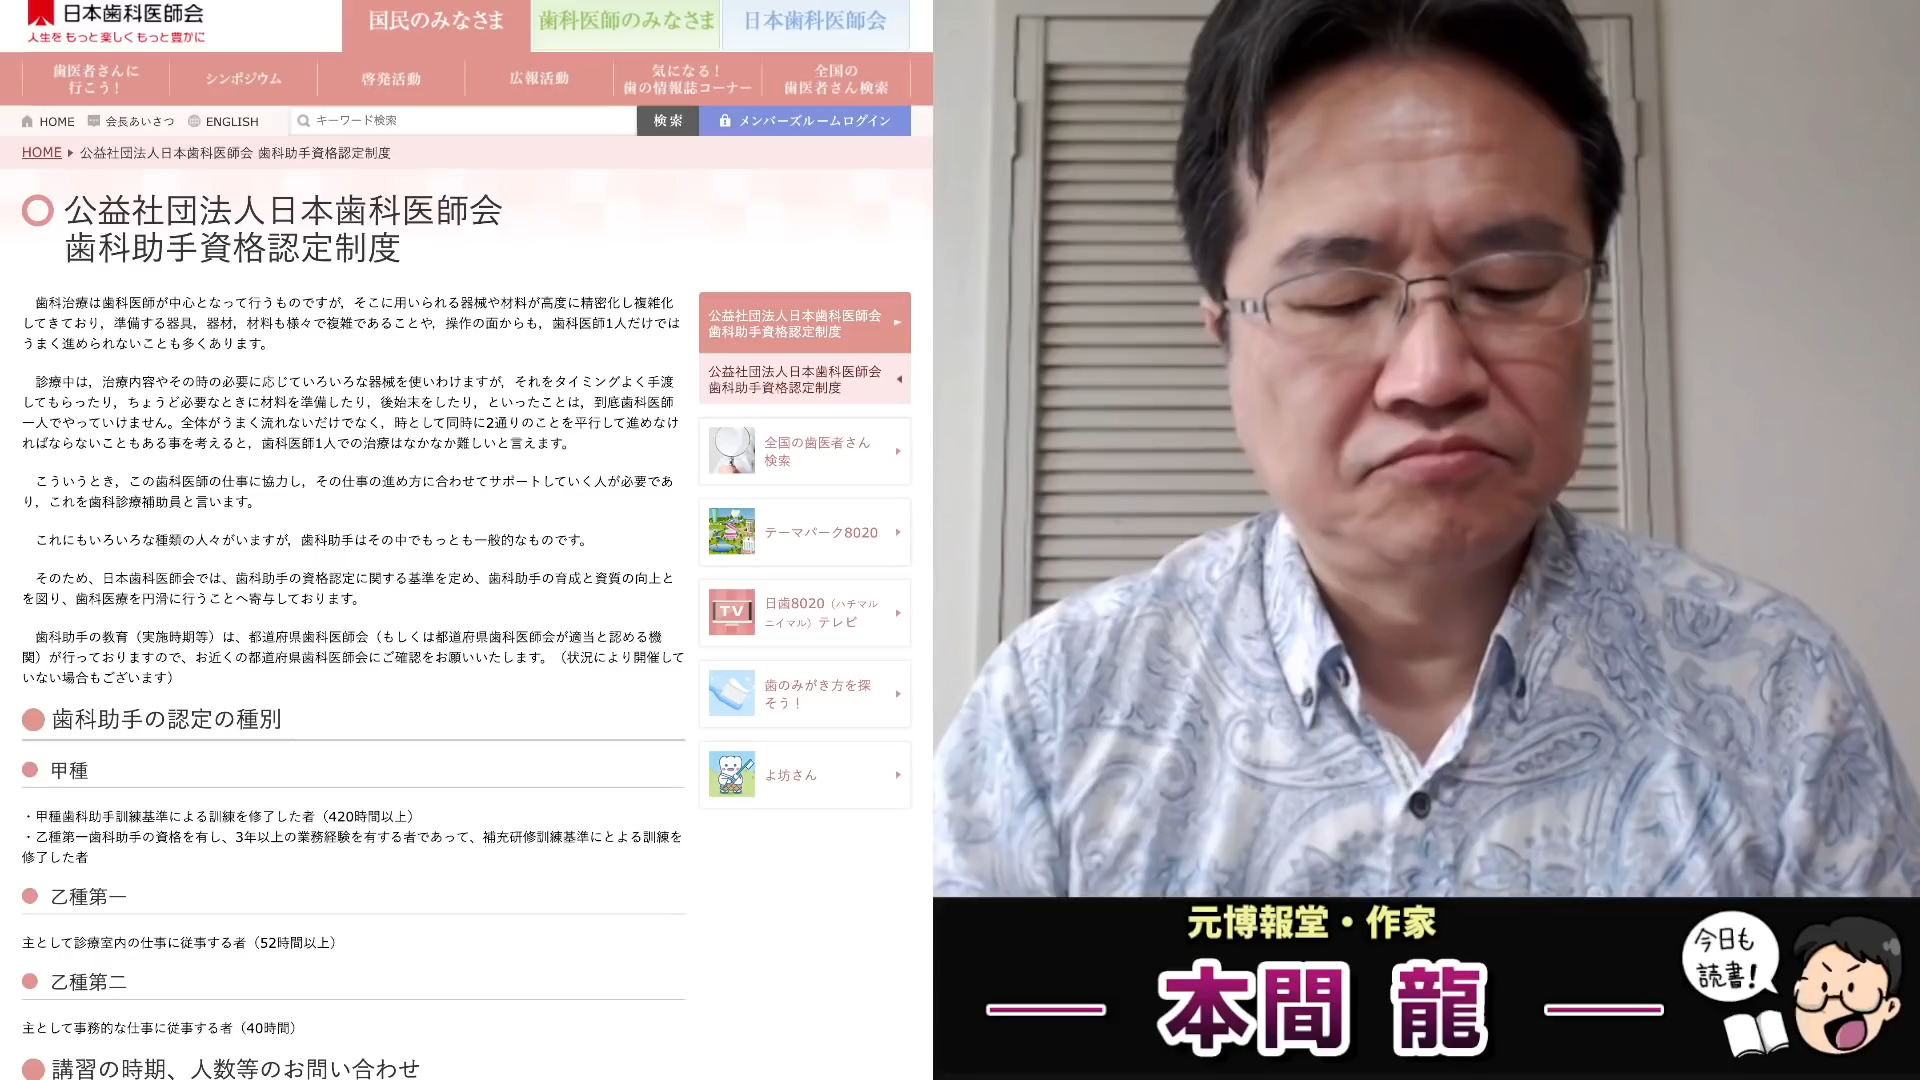 日本歯科医師会
人生を もっと楽しく もっと豊かに
国民のみなさま
歯科医師のみなさま
日本歯科医師会
歯医者さんに
行こう！
シンポジウム
啓発活動
広報活動
気になる！
歯の情報誌コーナー
全国の
歯医者さん検索
HOME
会長あいさつ
ENGLISH
キーワード検索
検索
メンバーズルームログイン
HOME
公益社団法人日本歯科医師会 歯科助手資格認定制度
公益社団法人日本歯科医師会
歯科助手資格認定制度
歯科治療は歯科医師が中心となって行うものですが，そこに用いられる器械や材料が高度に精密化し複雑化
してきており，準備する器具，器材，材料も様々で複雑であることや，操作の面からも，歯科医師1人だけでは
うまく進められないことも多くあります。
診療中は，治療内容やその時の必要に応じていろいろな器械を使いわけますが，それをタイミングよく手渡
してもらったり，ちょうど必要なときに材料を準備したり，後始末をしたり，といったことは，到底歯科医師
一人でやっていけません。全体がうまく流れないだけでなく，時として同時に2通りのことを平行して進めなけ
ればならないこともある事を考えると，歯科医師1人での治療はなかなか難しいと言えます。
こういうとき，この歯科医師の仕事に協力し，その仕事の進め方に合わせてサポートしていく人が必要であ
り，これを歯科診療補助員と言います。
これにもいろいろな種類の人々がいますが，歯科助手はその中でもっとも一般的なものです。
そのため、日本歯科医師会では、歯科助手の資格認定に関する基準を定め、歯科助手の育成と資質の向上と
を図り、歯科医療を円滑に行うことへ寄与しております。
歯科助手の教育（実施時期等）は、都道府県歯科医師会（もしくは都道府県歯科医師会が適当と認める機
関）が行っておりますので、お近くの都道府県歯科医師会にご確認をお願いいたします。（状況により開催して
いない場合もございます）
歯科助手の認定の種別
甲種
・甲種歯科助手訓練基準による訓練を修了した者（420時間以上）
・乙種第一歯科助手の資格を有し、3年以上の業務経験を有する者であって、補充研修訓練基準にとよる訓練を
修了した者
乙種第一
主として診療室内の仕事に従事する者（52時間以上）
乙種第二
主として事務的な仕事に従事する者（40時間）
講習の時期、人数等のお問い合わせ
公益社団法人日本歯科医師会
歯科助手資格認定制度
公益社団法人日本歯科医師会
歯科助手資格認定制度
全国の歯医者さん
検索
テーマパーク8020
TV
日歯8020（ハチマル
ニイマル）テレビ
歯のみがき方を探
そう！
よ坊さん
元博報堂・作家
本間 龍
今日も
読書!